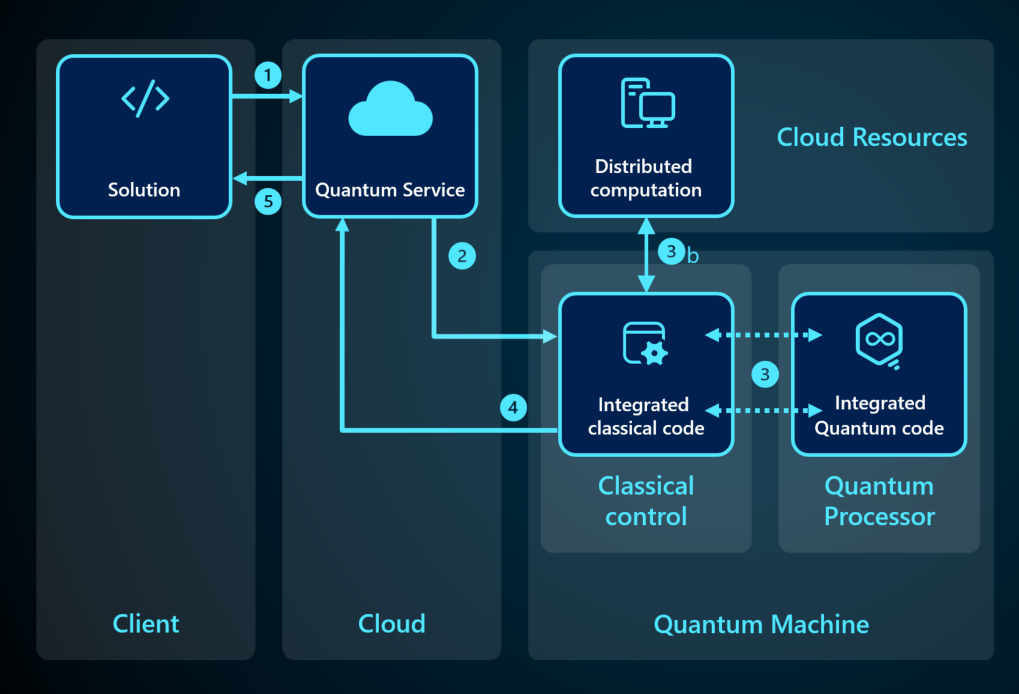 1
Solution
5
Quantum Service
2
Distributed
computation
Cloud Resources
3 b
Integrated
classical code
3
Integrated
Quantum code
4
Classical
control
Quantum
Processor
Client
Cloud
Quantum Machine